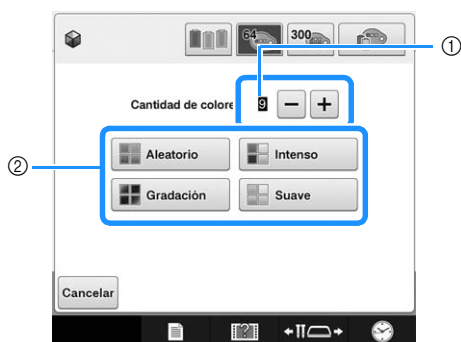 64 300
①
Cantidad de colore 9 − +
②
Aleatorio Intenso
Gradación Suave
Cancelar